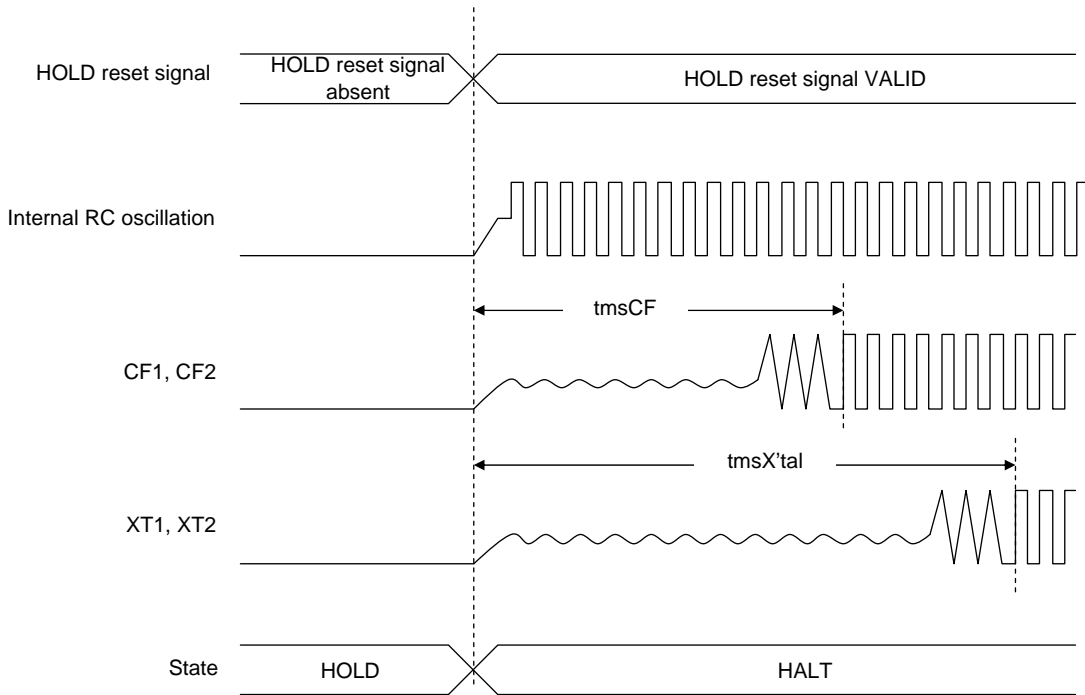 HOLD reset signal
HOLD reset signal
absent
HOLD reset signal VALID
Internal RC oscillation
tmsCF
CF1, CF2
tmsX'tal
XT1, XT2
State
HOLD
HALT